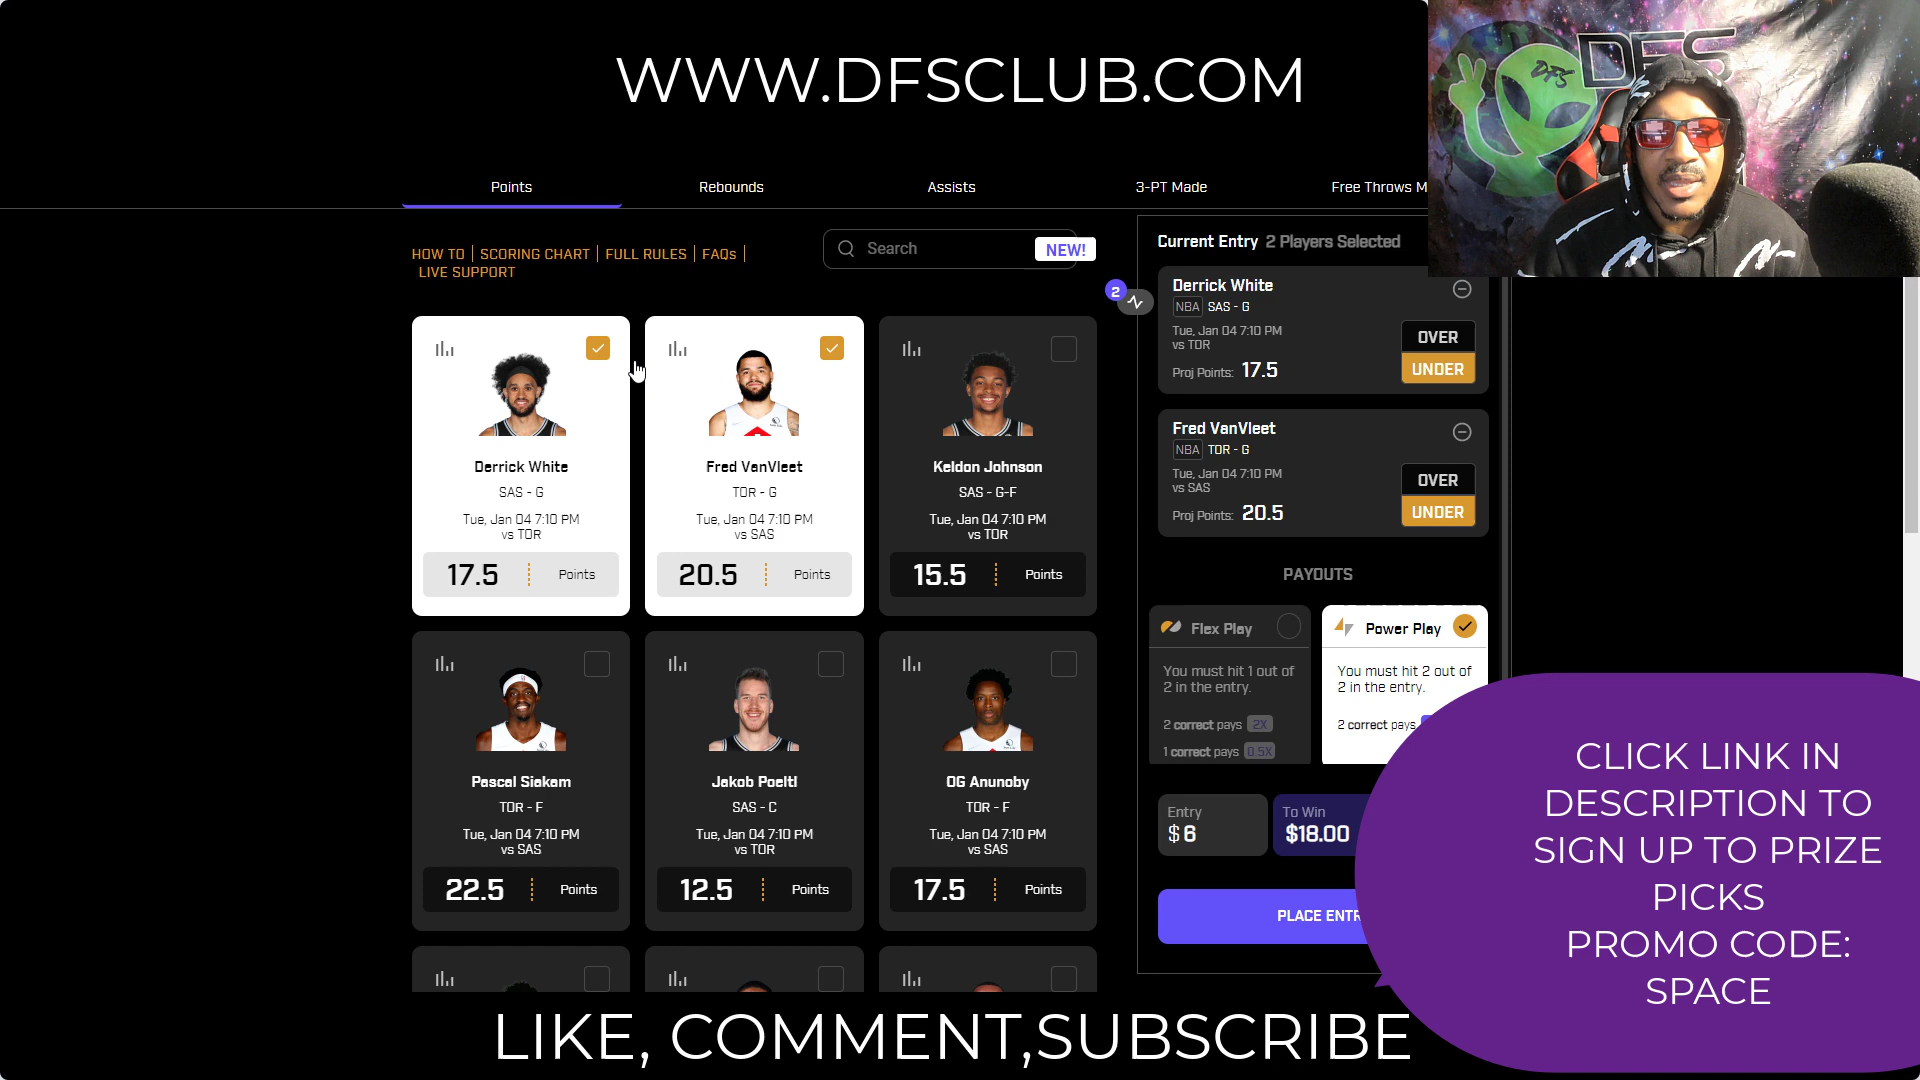 WWW.DFSCLUB.COM
DFS
DFS
Points
Rebounds
Assists
3-PT Made
Free Throws M
HOW TO | SCORING CHART | FULL RULES | FAQs |
LIVE SUPPORT
Search
NEW!
Current Entry 2 Players Selected
2
Derrick White
NBA SAS - G
Tue, Jan 04 7:10 PM
vs TOR
Proj Points: 17.5
OVER
UNDER
Fred VanVleet
NBA TOR - G
Tue, Jan 04 7:10 PM
vs SAS
Proj Points: 20.5
OVER
UNDER
Derrick White
SAS - G
Tue, Jan 04 7:10 PM
vs TOR
17.5 Points
Fred VanVleet
TOR - G
Tue, Jan 04 7:10 PM
vs SAS
20.5 Points
Keldon Johnson
SAS - G-F
Tue, Jan 04 7:10 PM
vs TOR
15.5 Points
Pascal Siakam
TOR - F
Tue, Jan 04 7:10 PM
vs SAS
22.5 Points
Jakob Poeltl
SAS - C
Tue, Jan 04 7:10 PM
vs TOR
12.5 Points
OG Anunoby
TOR - F
Tue, Jan 04 7:10 PM
vs SAS
17.5 Points
PAYOUTS
Flex Play
You must hit 1 out of
2 in the entry.
2 correct pays 2X
1 correct pays 0.5X
Power Play
You must hit 2 out of
2 in the entry.
2 correct pays
Entry
$ 6
To Win
$18.00
PLACE ENTR
CLICK LINK IN
DESCRIPTION TO
SIGN UP TO PRIZE
PICKS
PROMO CODE:
SPACE
LIKE, COMMENT,SUBSCRIBE